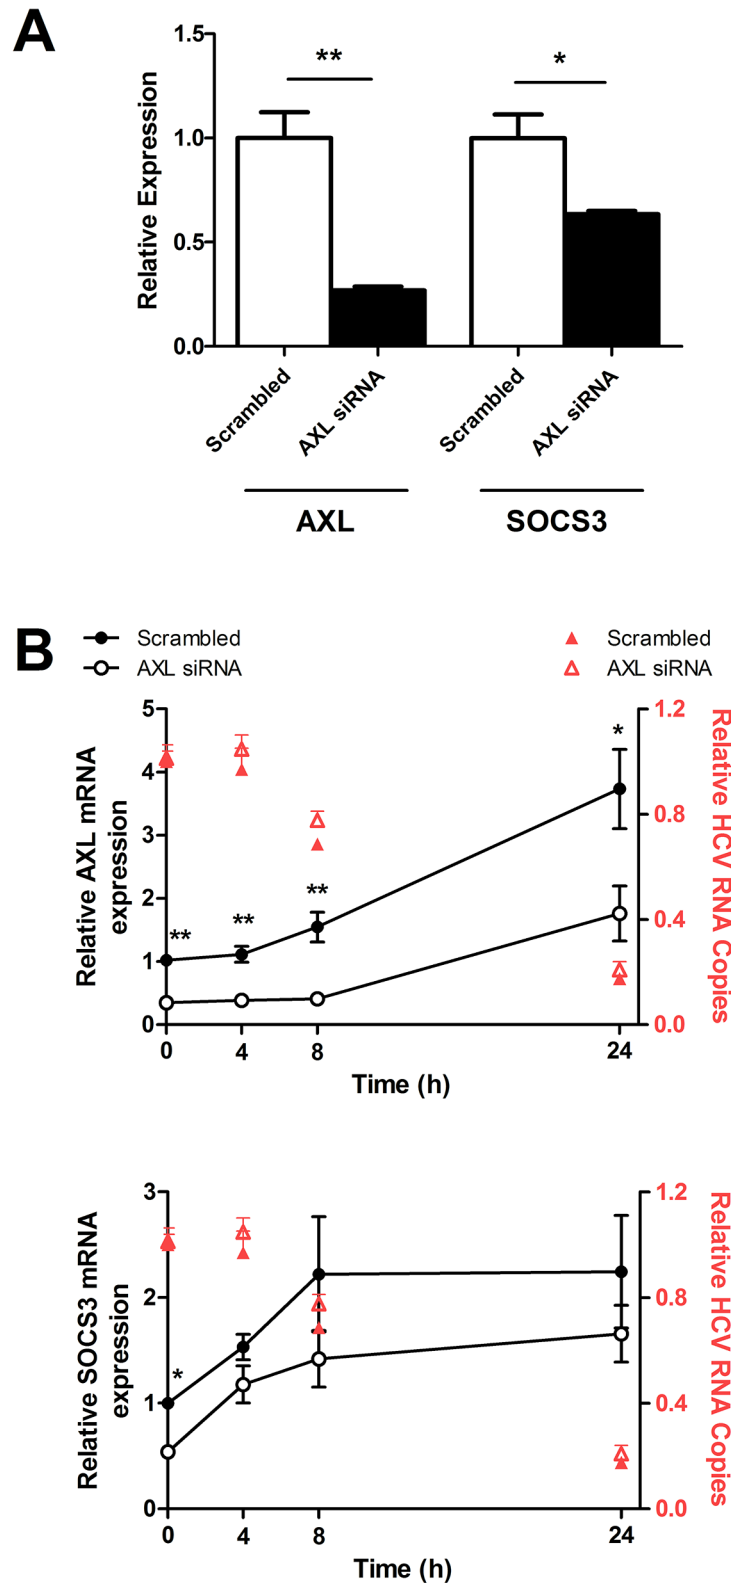 A
Relative Expression
1.5
1.0
0.5
0.0
**
*
Scrambled
AXL siRNA
Scrambled
AXL siRNA
AXL
SOCS3
B
Scrambled
AXL siRNA
Scrambled
AXL siRNA
Relative AXL mRNA
expression
5
4
3
2
1
0
**
**
**
*
1.2
0.8
0.4
0.0
Relative HCV RNA Copies
0
4
8
24
Time (h)
Relative SOCS3 mRNA
expression
3
2
1
0
*
1.2
0.8
0.4
0.0
Relative HCV RNA Copies
0
4
8
24
Time (h)